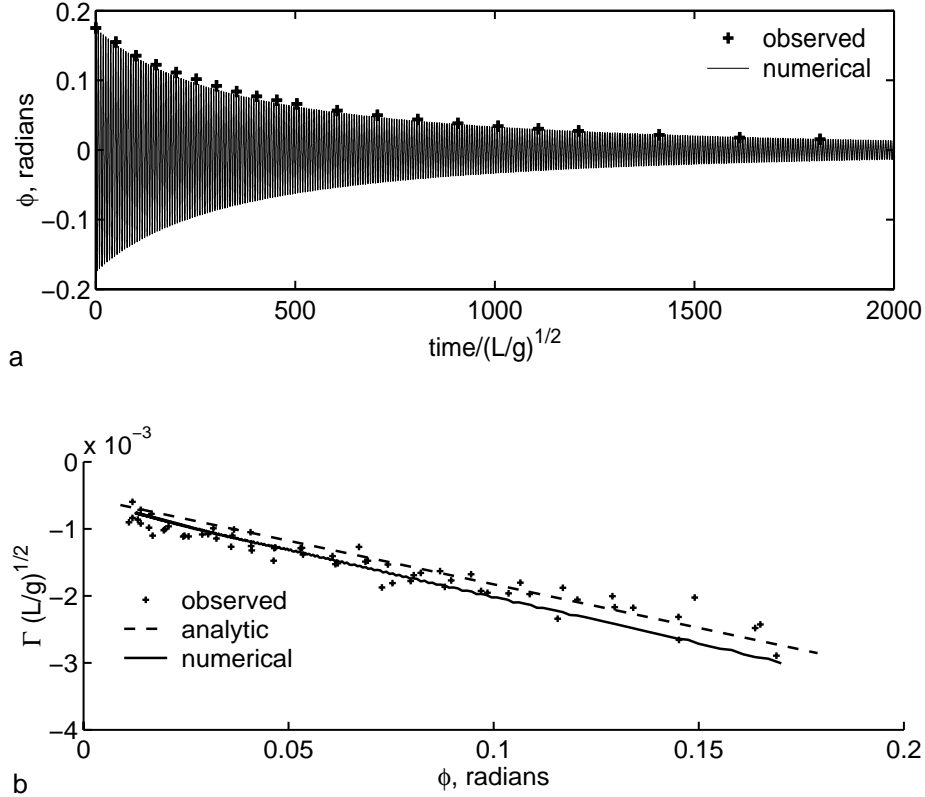 0.2
0.1
0
−0.1
−0.2
ϕ, radians
observed
numerical
0 500 1000 1500 2000
time/(L/g)^1/2
a
x 10^−3
0
−1
−2
−3
−4
Γ (L/g)^1/2
observed
analytic
numerical
0 0.05 0.1 0.15 0.2
ϕ, radians
b